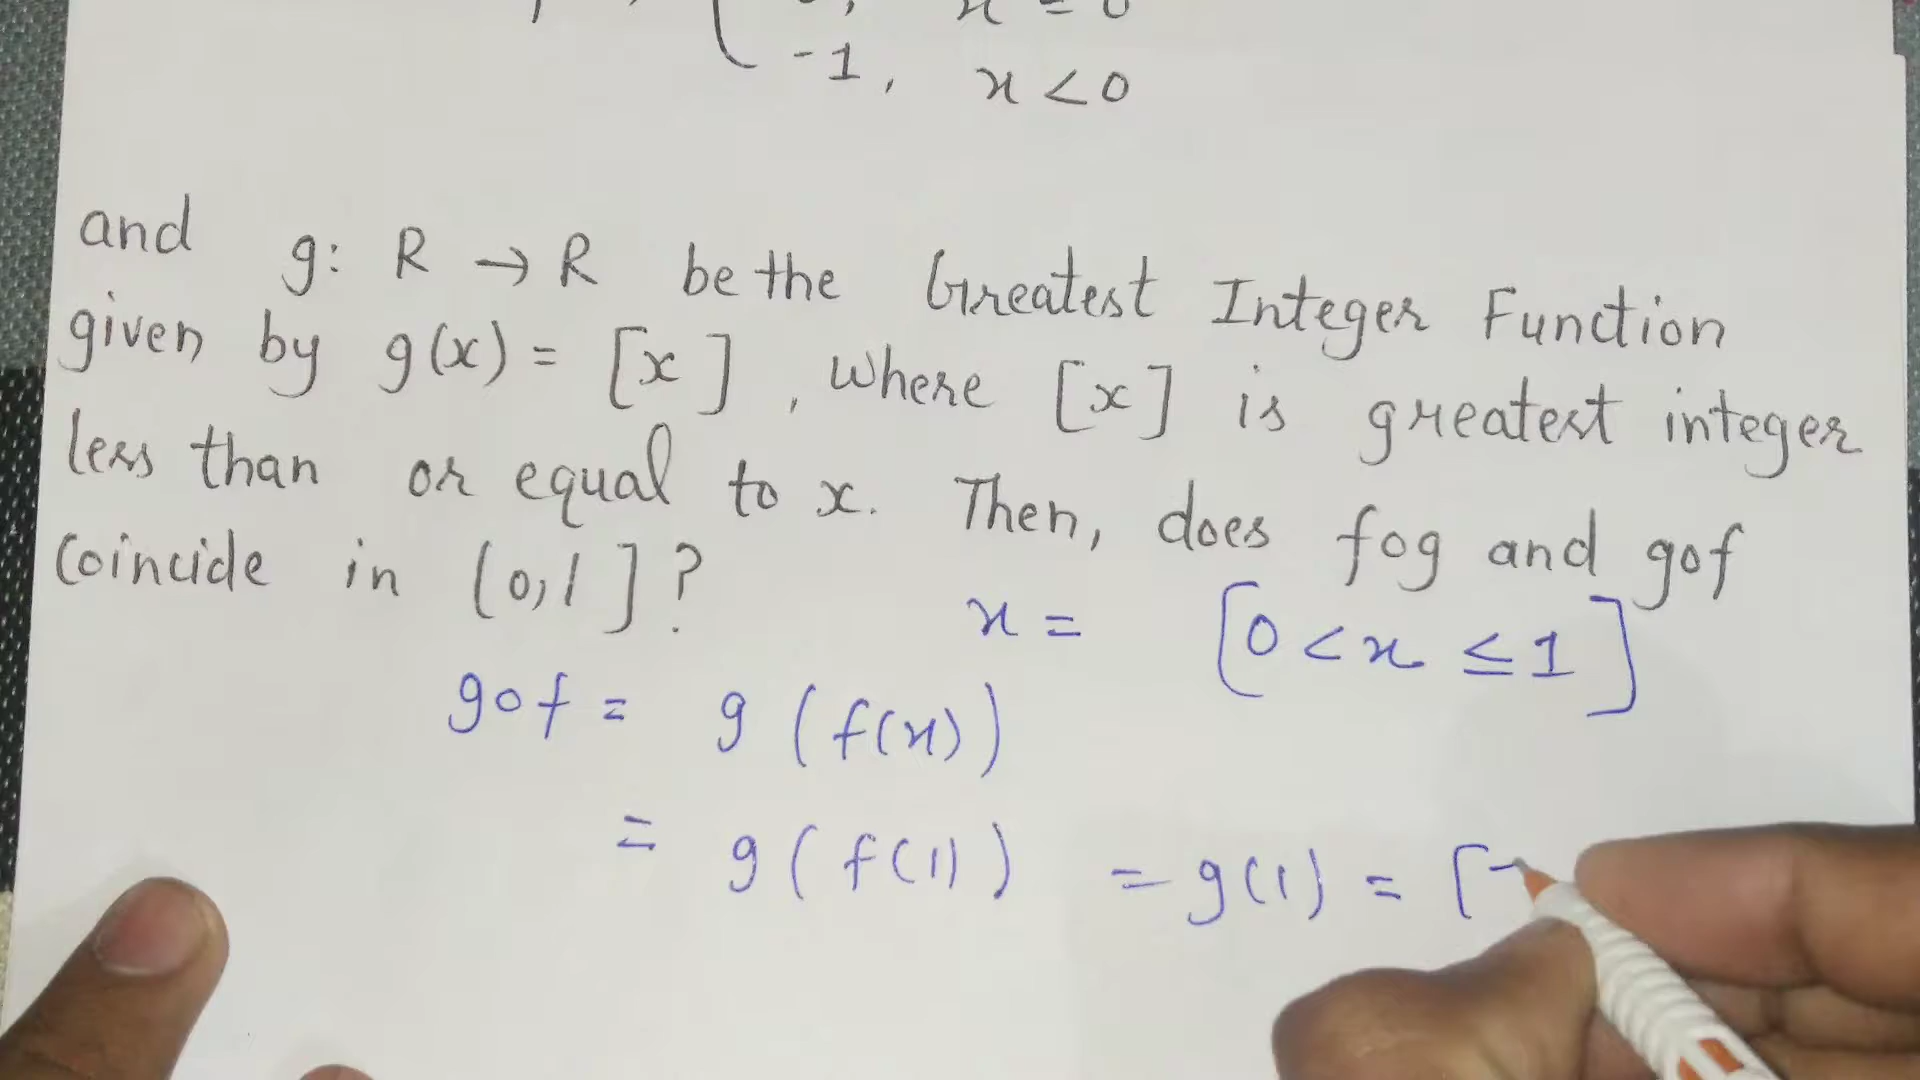 x = 0
-1, x < 0
and g: R → R be the Greatest Integer Function
given by g(x) = [x], where [x] is greatest integer
less than or equal to x. Then, does fog and gof
coincide in (0,1]?
x = [0 < x ≤ 1]
gof = g (f(x))
= g (f(1)) = g(1) = [